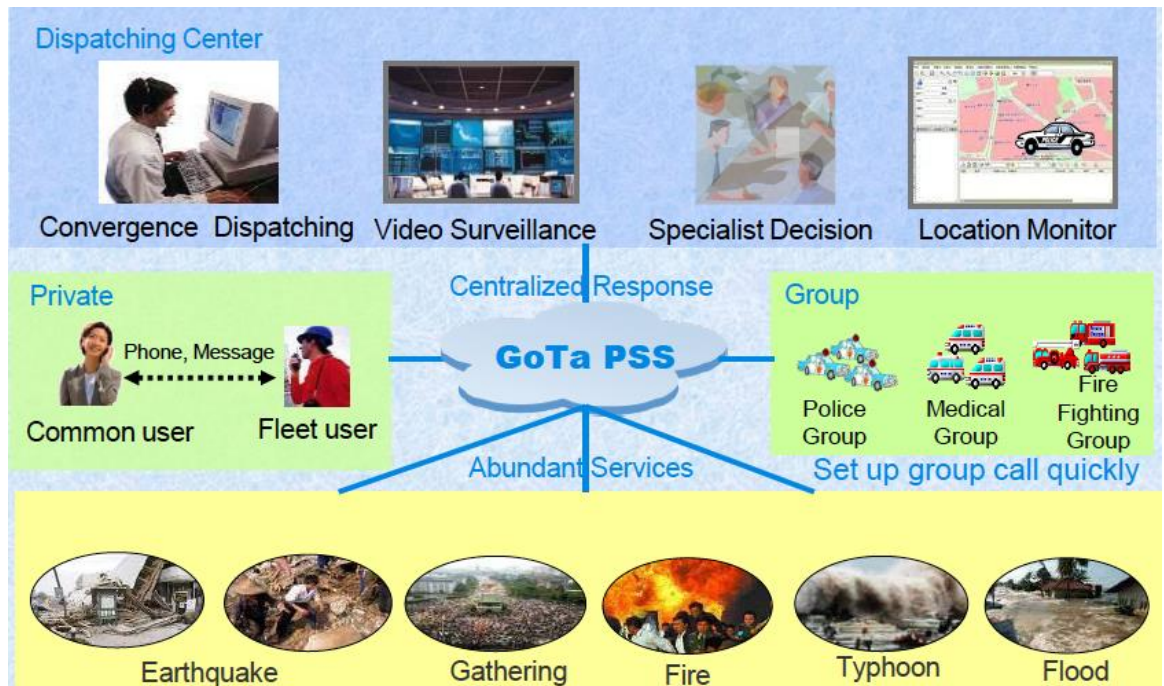 Dispatching Center
Convergence Dispatching
Video Surveillance
Specialist Decision
Location Monitor
Centralized Response
Private
Phone, Message
Common user
Fleet user
GoTa PSS
Group
Police
Group
Medical
Group
Fire
Fighting
Group
Set up group call quickly
Abundant Services
Earthquake
Gathering
Fire
Typhoon
Flood